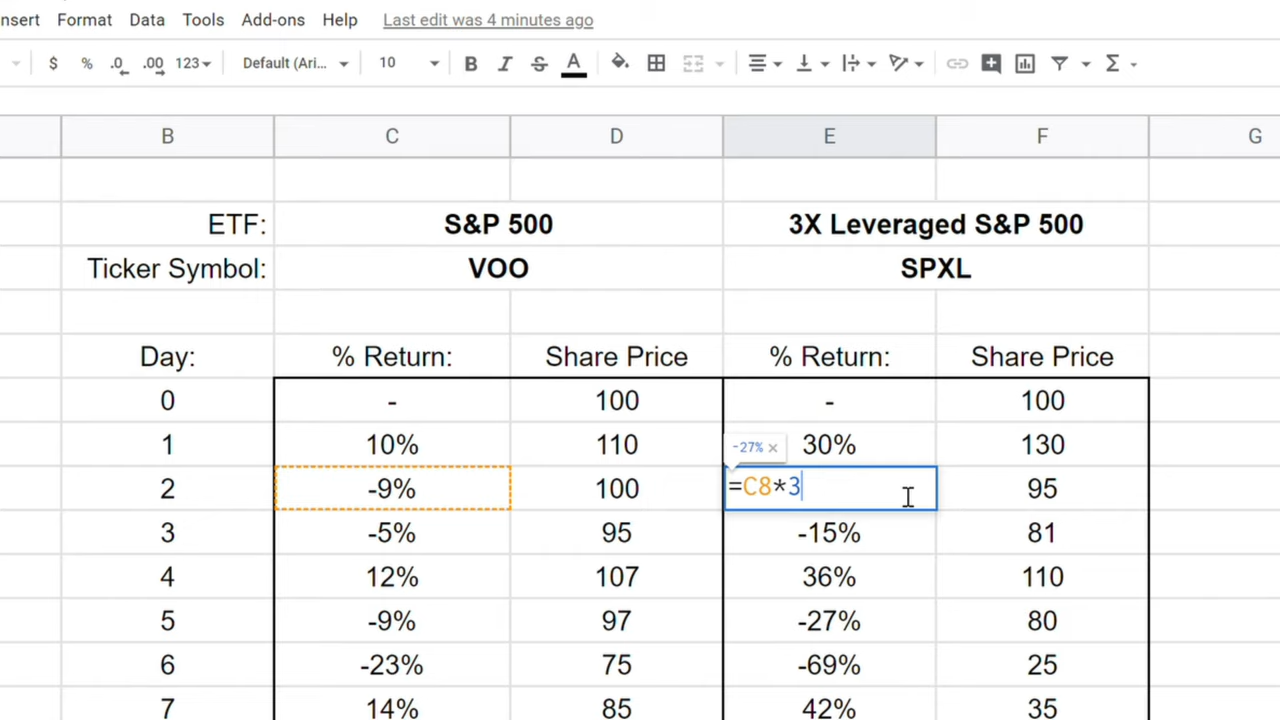 nsert Format Data Tools Add-ons Help Last edit was 4 minutes ago
$ % .0 .00 123 Default (Ari... 10 B I S A Σ
B C D E F G
ETF: S&P 500 3X Leveraged S&P 500
Ticker Symbol: VOO SPXL
Day: % Return: Share Price % Return: Share Price
0 - 100 - 100
1 10% 110 -27% × 30% 130
2 -9% 100 =C8*3 95
3 -5% 95 -15% 81
4 12% 107 36% 110
5 -9% 97 -27% 80
6 -23% 75 -69% 25
7 14% 85 42% 35